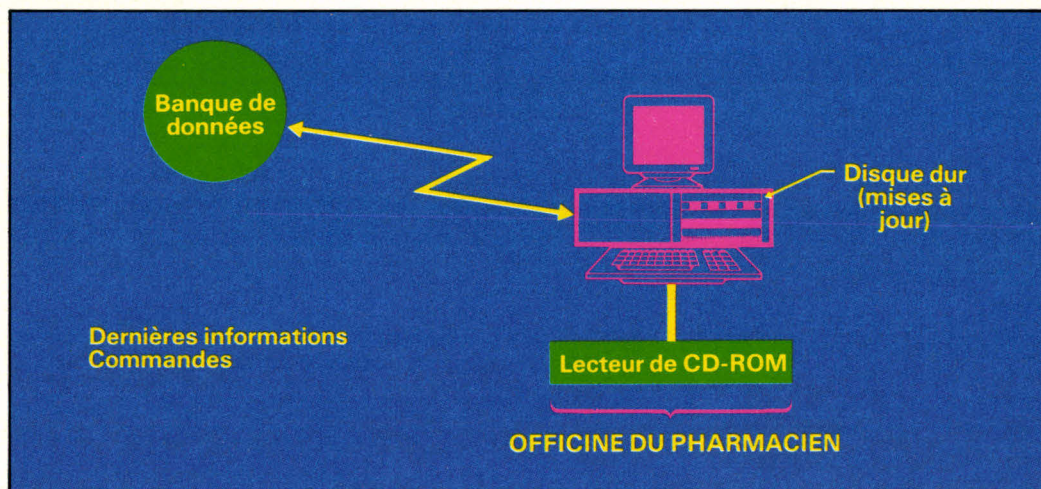 Banque de
données
Disque dur
(mises à
jour)
Dernières informations
Commandes
Lecteur de CD-ROM
OFFICINE DU PHARMACIEN